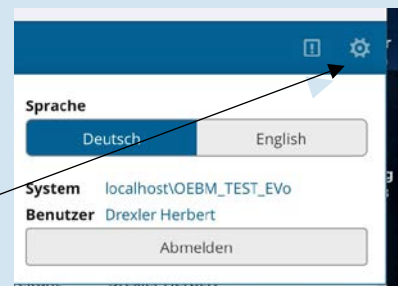 Sprache
Deutsch English
System localhost\OEBM_TEST_EVo
Benutzer Drexler Herbert
Abmelden